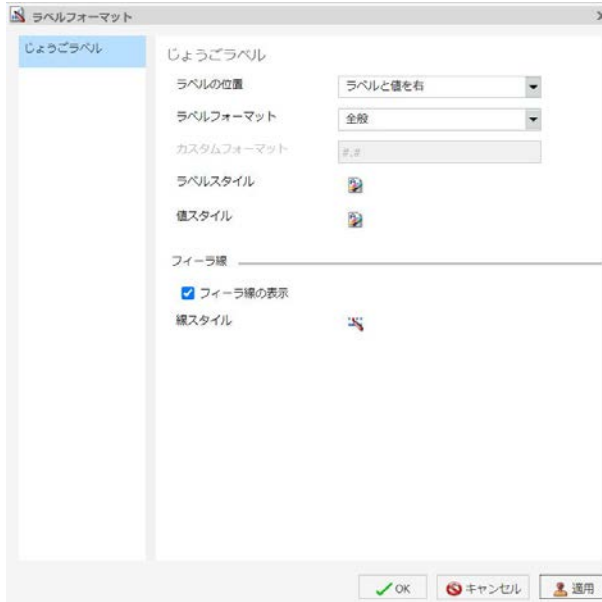 ラベルフォーマット
じょうごラベル
じょうごラベル
ラベルの位置 ラベルと値を右
ラベルフォーマット 全般
カスタムフォーマット #.#
ラベルスタイル
値スタイル
フィーラ線
フィーラ線の表示
線スタイル
OK キャンセル 適用